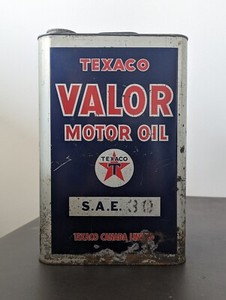 TEXACO
VALOR
MOTOR OIL
TEXACO
T
S.A.E. 30
TEXACO CANADA